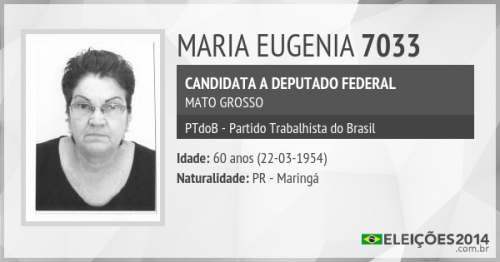 MARIA EUGENIA 7033
CANDIDATA A DEPUTADO FEDERAL
MATO GROSSO
PTdoB - Partido Trabalhista do Brasil
Idade: 60 anos (22-03-1954)
Naturalidade: PR - Maringá
ELEIÇÕES2014
.com.br